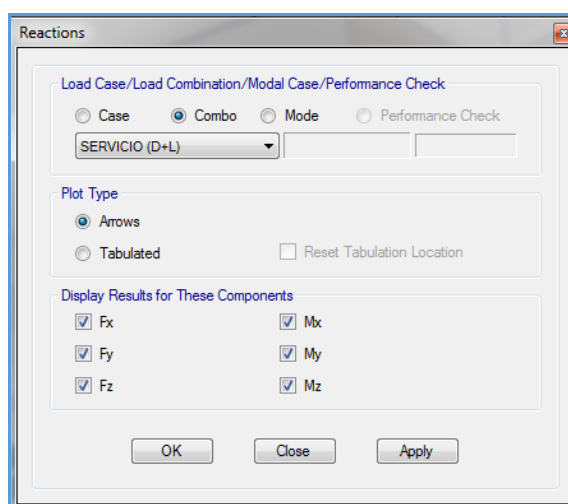 Reactions
Load Case/Load Combination/Modal Case/Performance Check
Case Combo Mode Performance Check
SERVICIO (D+L)
Plot Type
Arrows
Tabulated Reset Tabulation Location
Display Results for These Components
Fx Mx
Fy My
Fz Mz
OK Close Apply